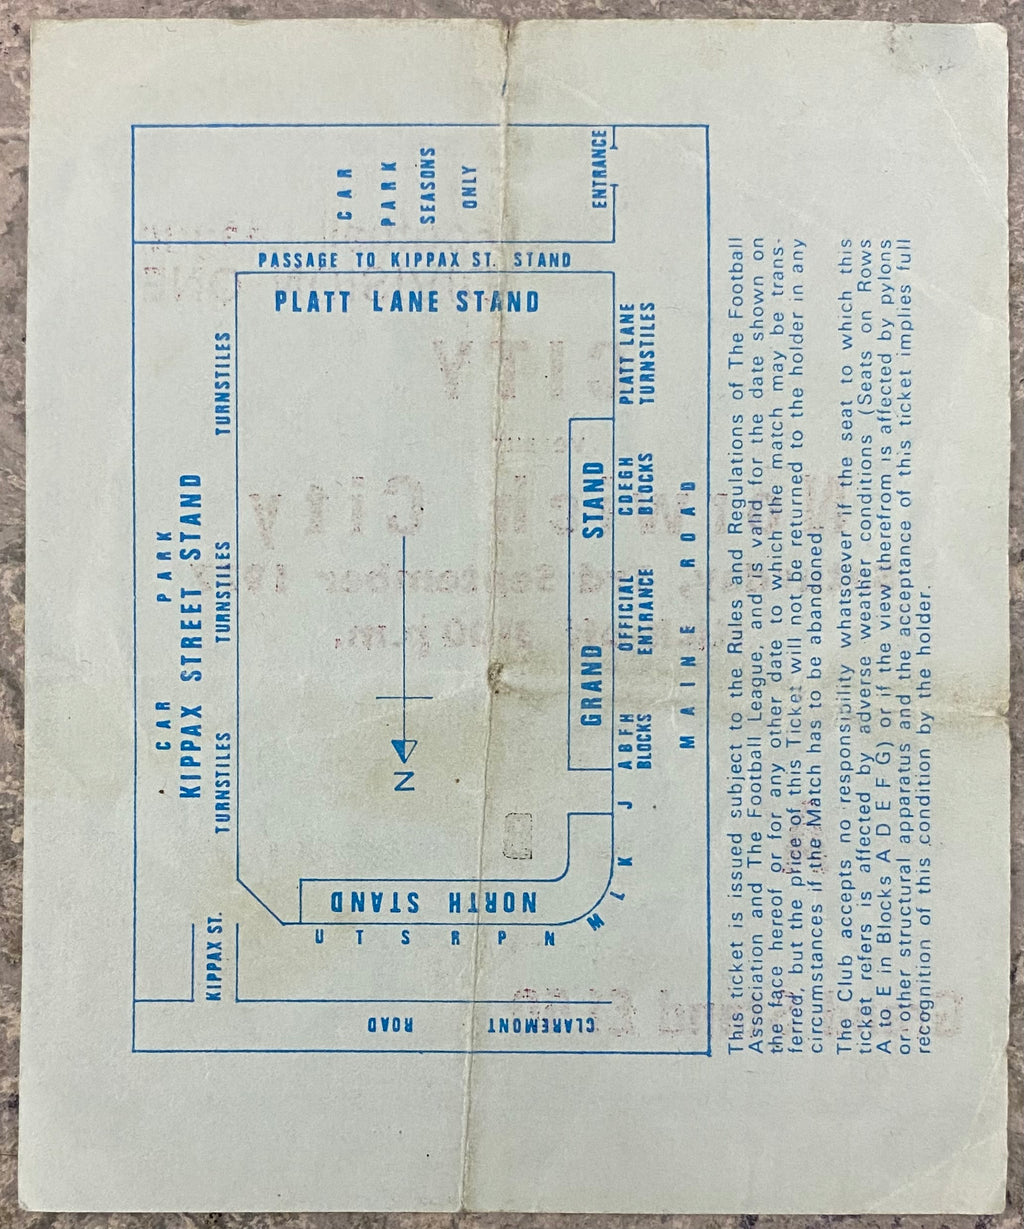 CAR
PARK
SEASONS
ONLY
ENTRANCE
PASSAGE TO KIPPAX ST. STAND
PLATT LANE STAND
PLATT LANE
TURNSTILES
TURNSTILES
CAR PARK
KIPPAX STREET STAND
TURNSTILES
TURNSTILES
GRAND STAND
CDEGH
BLOCKS
OFFICIAL
ENTRANCE
ABFH
BLOCKS
MAINE ROAD
N
J
K
L
M
NORTH STAND
U T S R P N
KIPPAX ST.
CLAREMONT ROAD
This ticket is issued subject to the Rules and Regulations of The Football
Association and The Football League, and is valid for the date shown on
the face hereof or for any other date to which the match may be trans-
ferred, but the price of this Ticket will not be returned to the holder in any
circumstances if the Match has to be abandoned.
The Club accepts no responsibility whatsoever if the seat to which this
ticket refers is affected by adverse weather conditions (Seats on Rows
A to E in Blocks A D E F G) or if the view therefrom is affected by pylons
or other structural apparatus and the acceptance of this ticket implies full
recognition of this condition by the holder.